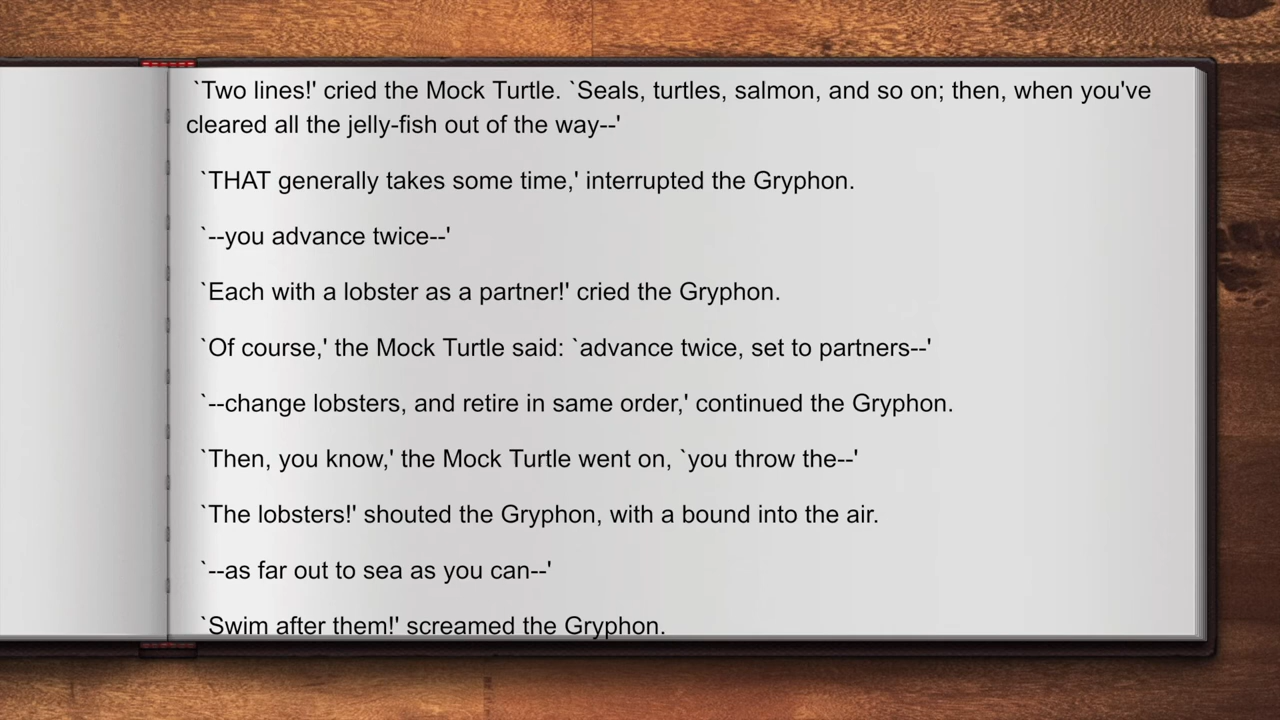 `Two lines!' cried the Mock Turtle. `Seals, turtles, salmon, and so on; then, when you've
cleared all the jelly-fish out of the way--'
`THAT generally takes some time,' interrupted the Gryphon.
`--you advance twice--'
`Each with a lobster as a partner!' cried the Gryphon.
`Of course,' the Mock Turtle said: `advance twice, set to partners--'
`--change lobsters, and retire in same order,' continued the Gryphon.
`Then, you know,' the Mock Turtle went on, `you throw the--'
`The lobsters!' shouted the Gryphon, with a bound into the air.
`--as far out to sea as you can--'
`Swim after them!' screamed the Gryphon.